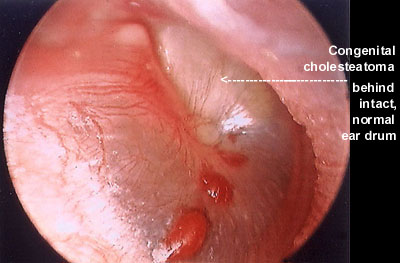 Congenital
cholesteatoma
behind
intact,
normal
ear drum